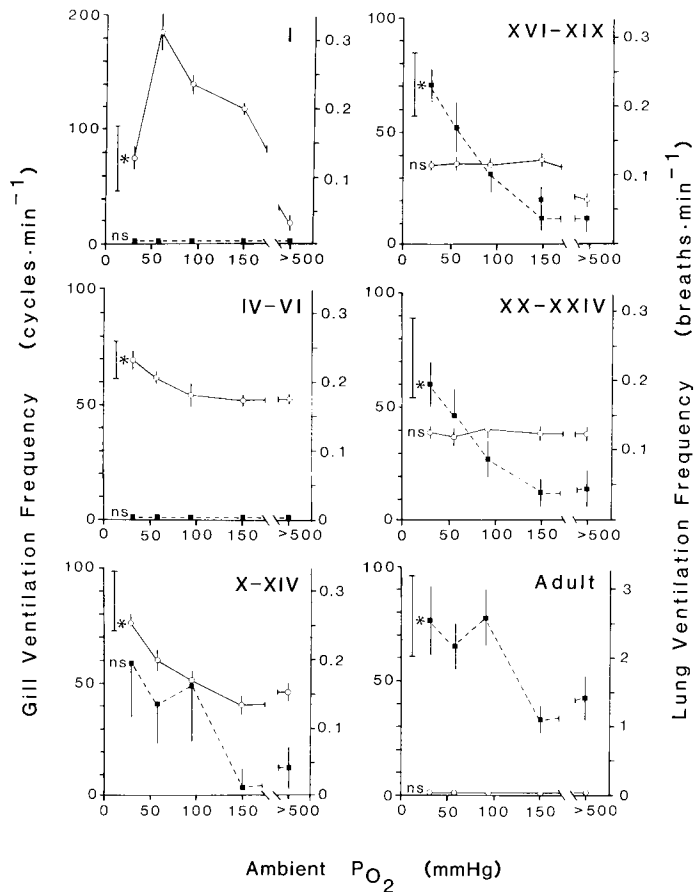 Gill Ventilation Frequency (cycles·min⁻¹)
Lung Ventilation Frequency (breaths·min⁻¹)
I
200
100
0
0.3
0.2
0.1
0
*
ns
0 50 100 150 >500
XVI-XIX
100
50
0
0.3
0.2
0.1
0
*
ns
0 50 100 150 >500
IV-VI
100
50
0
0.3
0.2
0.1
0
*
ns
0 50 100 150 >500
XX-XXIV
100
50
0
0.3
0.2
0.1
0
*
ns
0 50 100 150 >500
X-XIV
100
50
0
0.3
0.2
0.1
0
*
ns
0 50 100 150 >500
Adult
100
50
0
3
2
1
0
*
ns
0 50 100 150 >500
Ambient PO₂ (mmHg)